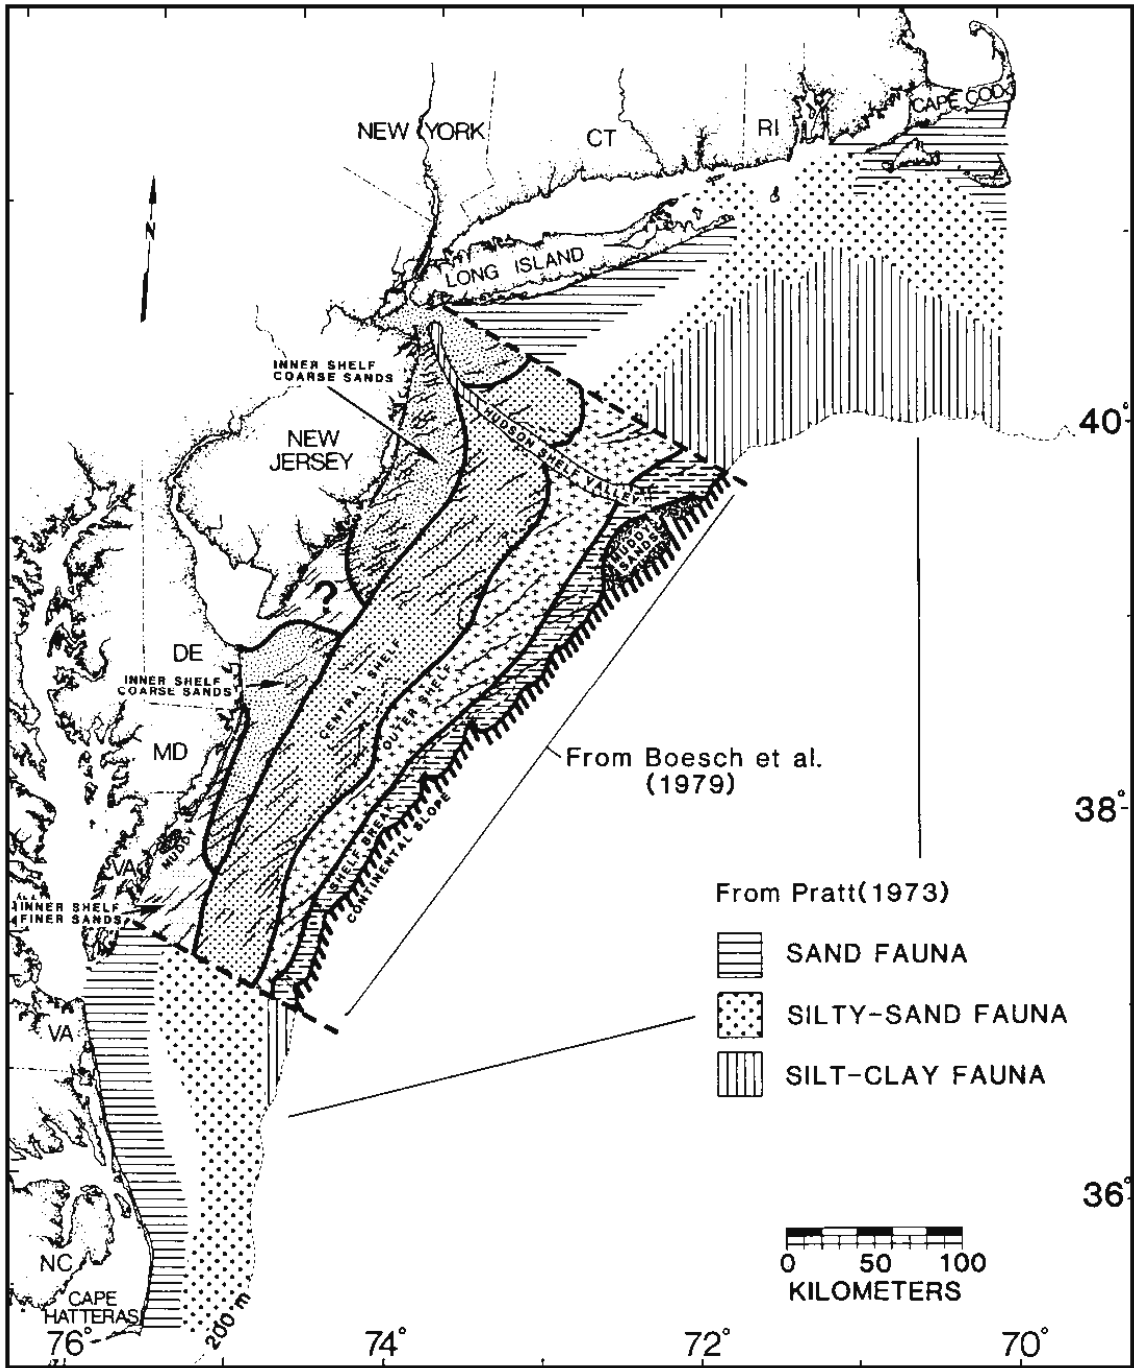 NEW YORK
CT
RI
CAPE COD
N
LONG ISLAND
INNER SHELF
COARSE SANDS
HUDSON SHELF VALLEY
NEW
JERSEY
40°
MUDDY
SANDS
?
DE
INNER SHELF
COARSE SANDS
CENTRAL SHELF
OUTER SHELF
MD
From Boesch et al.
(1979)
38°
MUDDY
SHELF BREAK
CONTINENTAL SLOPE
VA
INNER SHELF
FINER SANDS
From Pratt(1973)
SAND FAUNA
SILTY-SAND FAUNA
SILT-CLAY FAUNA
VA
36°
NC
CAPE
HATTERAS
200 m
0 50 100
KILOMETERS
76° 74° 72° 70°